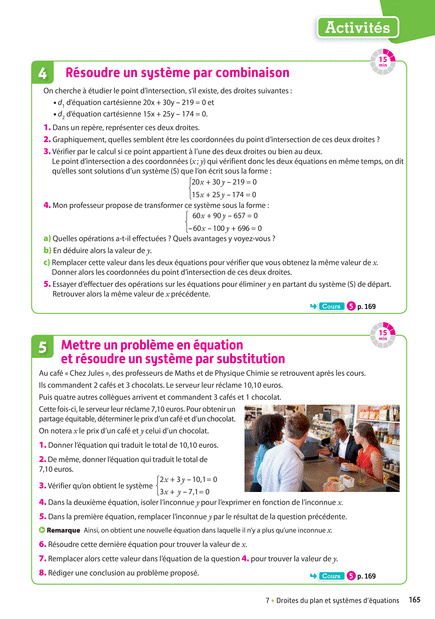 Activités
15
min
4 Résoudre un système par combinaison
On cherche à étudier le point d'intersection, s'il existe, des droites suivantes :
• d1 d'équation cartésienne 20x + 30y – 219 = 0 et
• d2 d'équation cartésienne 15x + 25y – 174 = 0.
1. Dans un repère, représenter ces deux droites.
2. Graphiquement, quelles semblent être les coordonnées du point d'intersection de ces deux droites ?
3. Vérifier par le calcul si ce point appartient à l'une des deux droites ou bien au deux.
Le point d'intersection a des coordonnées (x ; y) qui vérifient donc les deux équations en même temps, on dit
qu'elles sont solutions d'un système (S) que l'on écrit sous la forme :
20x + 30 y – 219 = 0
15x + 25 y – 174 = 0
4. Mon professeur propose de transformer ce système sous la forme :
60x + 90 y – 657 = 0
–60x – 100 y + 696 = 0
a) Quelles opérations a-t-il effectuées ? Quels avantages y voyez-vous ?
b) En déduire alors la valeur de y.
c) Remplacer cette valeur dans les deux équations pour vérifier que vous obtenez la même valeur de x.
Donner alors les coordonnées du point d'intersection de ces deux droites.
5. Essayer d'effectuer des opérations sur les équations pour éliminer y en partant du système (S) de départ.
Retrouver alors la même valeur de x précédente.
Cours 5 p. 169
15
min
5 Mettre un problème en équation
et résoudre un système par substitution
Au café « Chez Jules », des professeurs de Maths et de Physique Chimie se retrouvent après les cours.
Ils commandent 2 cafés et 3 chocolats. Le serveur leur réclame 10,10 euros.
Puis quatre autres collègues arrivent et commandent 3 cafés et 1 chocolat.
Cette fois-ci, le serveur leur réclame 7,10 euros. Pour obtenir un
partage équitable, déterminer le prix d'un café et d'un chocolat.
On notera x le prix d'un café et y celui d'un chocolat.
1. Donner l'équation qui traduit le total de 10,10 euros.
2. De même, donner l'équation qui traduit le total de
7,10 euros.
3. Vérifier qu'on obtient le système
2x + 3 y – 10,1 = 0
3x + y – 7,1 = 0
4. Dans la deuxième équation, isoler l'inconnue y pour l'exprimer en fonction de l'inconnue x.
5. Dans la première équation, remplacer l'inconnue y par le résultat de la question précédente.
Remarque Ainsi, on obtient une nouvelle équation dans laquelle il n'y a plus qu'une inconnue x.
6. Résoudre cette dernière équation pour trouver la valeur de x.
7. Remplacer alors cette valeur dans l'équation de la question 4. pour trouver la valeur de y.
8. Rédiger une conclusion au problème proposé.
Cours 5 p. 169
7 • Droites du plan et systèmes d'équations 165